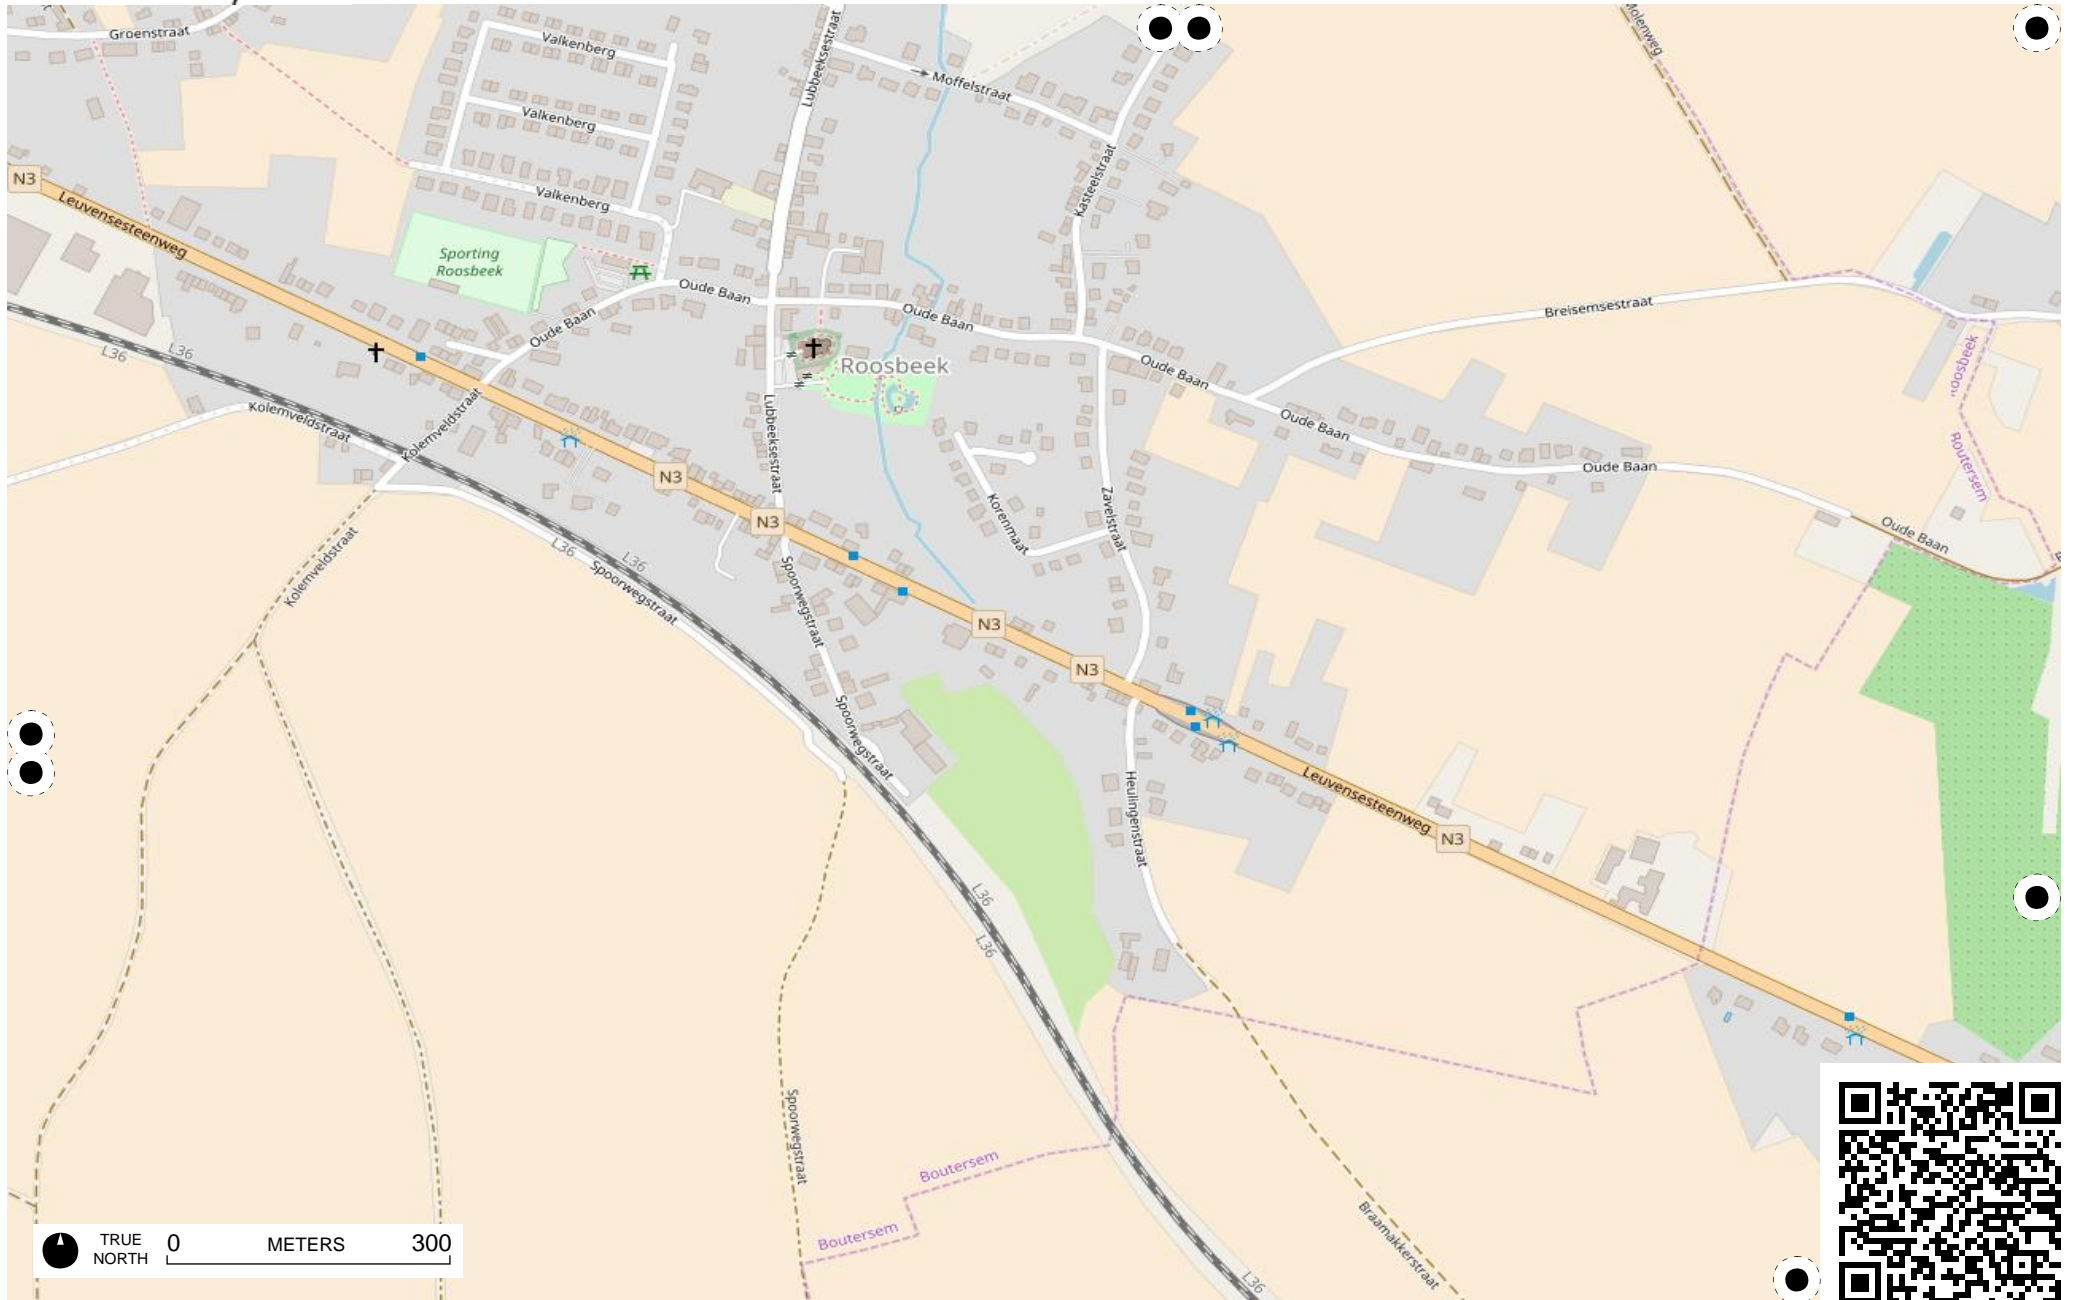 Groenstraat
Valkenberg
Lubbeeksestraat
Moffelstraat
Molenweg
Valkenberg
Kasteelstraat
N3
Leuvensesteenweg
Valkenberg
Sporting
Roosbeek
Oude Baan
Oude Baan
Oude Baan
Breisemsestraat
L36
L36
Roosbeek
Oude Baan
Roosbeek
Kolemveldstraat
Kolemveldstraat
Lubbeeksestraat
Oude Baan
Oude Baan
Boutersem
N3
N3
Korenmaat
Zavelstraat
Oude Baan
Kolemveldstraat
L36
L36
Spoorwegstraat
Spoorwegstraat
N3
N3
Spoorwegstraat
Heulingenstraat
Leuvensesteenweg
N3
L36
L36
Spoorwegstraat
Boutersem
Boutersem
Braamakkerstraat
L36
TRUE
NORTH
0 METERS 300